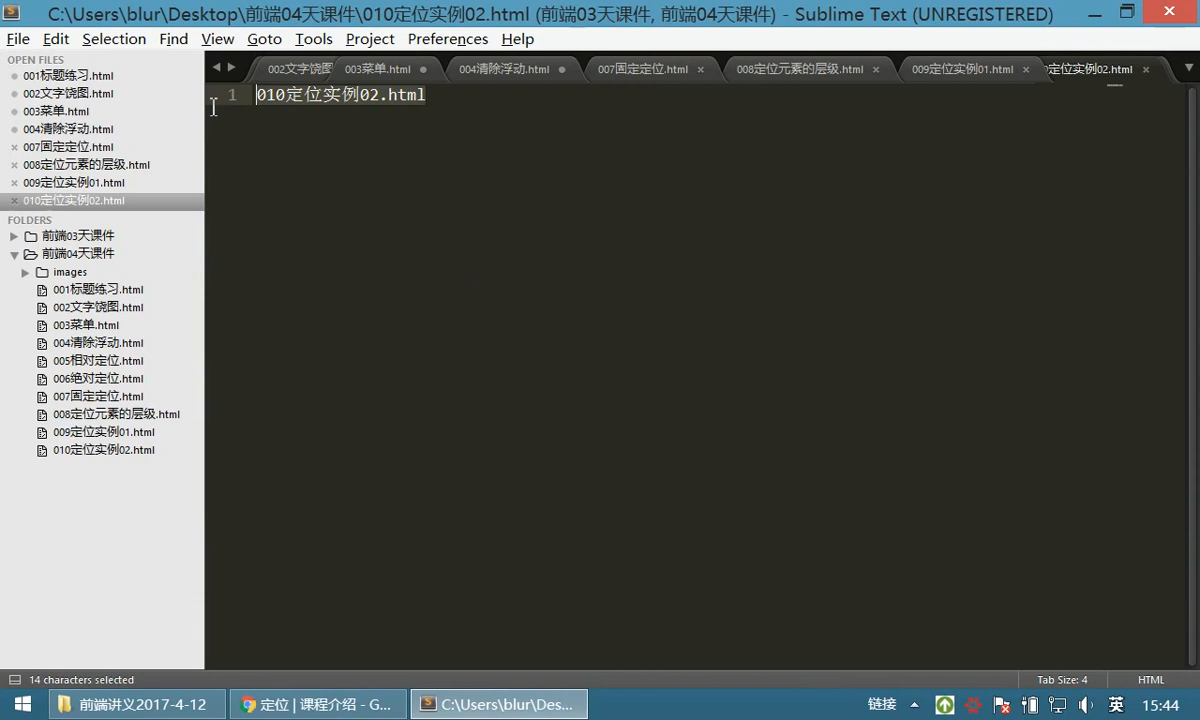 C:\Users\blur\Desktop\前端04天课件\010定位实例02.html (前端03天课件, 前端04天课件) - Sublime Text (UNREGISTERED)
File Edit Selection Find View Goto Tools Project Preferences Help
OPEN FILES
001标题练习.html
002文字饶图.html
003菜单.html
004清除浮动.html
007固定定位.html
008定位元素的层级.html
009定位实例01.html
010定位实例02.html
FOLDERS
前端03天课件
前端04天课件
images
001标题练习.html
002文字饶图.html
003菜单.html
004清除浮动.html
005相对定位.html
006绝对定位.html
007固定定位.html
008定位元素的层级.html
009定位实例01.html
010定位实例02.html
002文字饶图 003菜单.html 004清除浮动.html 007固定定位.html 008定位元素的层级.html 009定位实例01.html 定位实例02.html
1 010定位实例02.html
14 characters selected Tab Size: 4 HTML
前端讲义2017-4-12 定位 | 课程介绍 - G... C:\Users\blur\Des... 链接 英 15:44